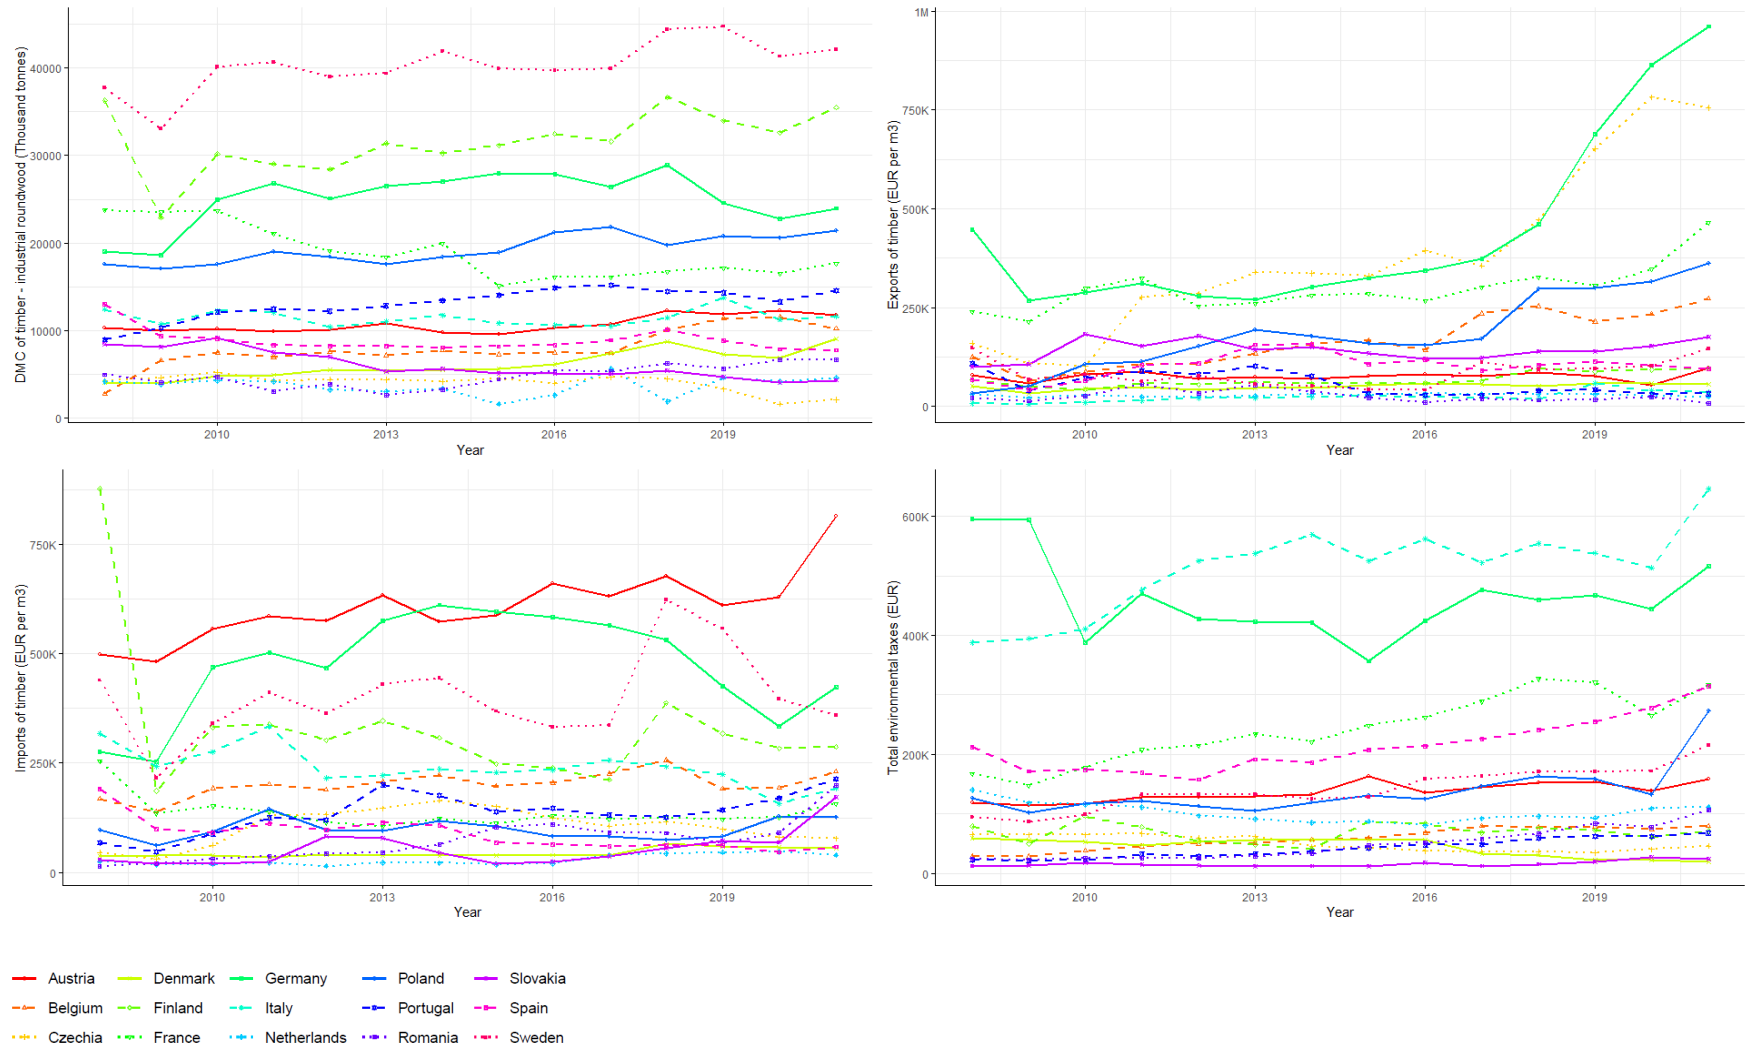 DMC of timber - industrial roundwood (Thousand tonnes)
40000
30000
20000
10000
0
2010
2013
2016
2019
Year
Exports of timber (EUR per m3)
1M
750K
500K
250K
0
2010
2013
2016
2019
Year
Imports of timber (EUR per m3)
750K
500K
250K
0
2010
2013
2016
2019
Year
Total environmental taxes (EUR)
600K
400K
200K
0
2010
2013
2016
2019
Year
Austria Denmark Germany Poland Slovakia
Belgium Finland Italy Portugal Spain
Czechia France Netherlands Romania Sweden